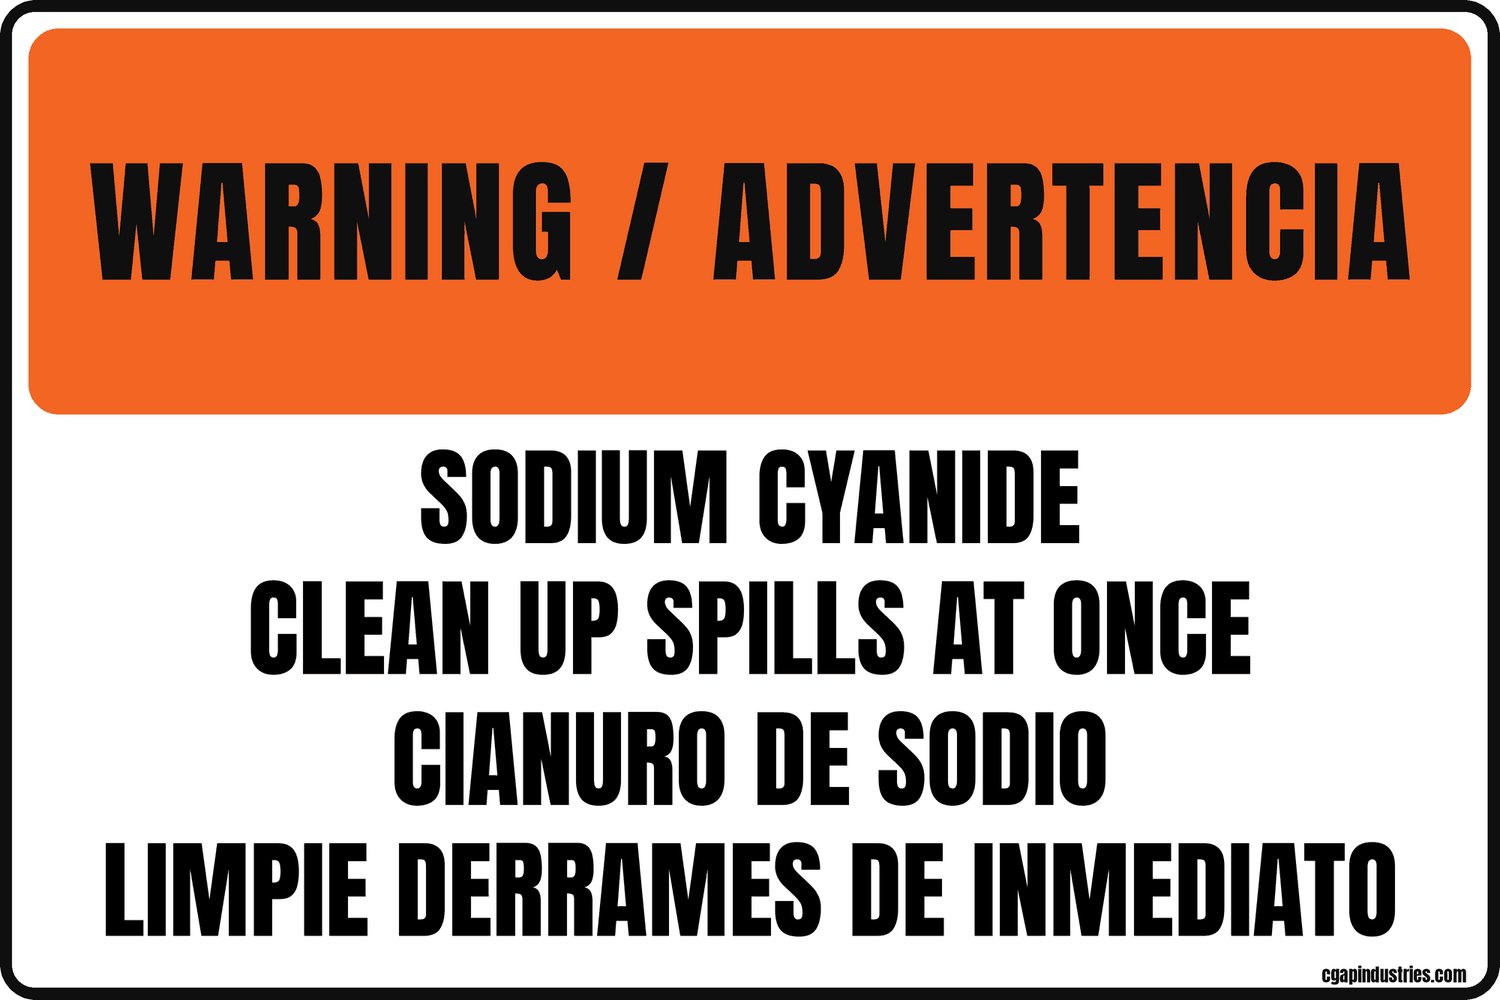 WARNING / ADVERTENCIA
SODIUM CYANIDE
CLEAN UP SPILLS AT ONCE
CIANURO DE SODIO
LIMPIE DERRAMES DE INMEDIATO
cgapindustries.com